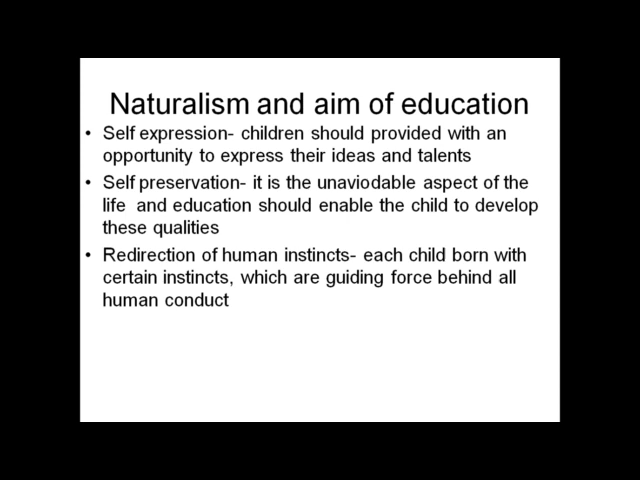 Naturalism and aim of education
• Self expression- children should provided with an
opportunity to express their ideas and talents
• Self preservation- it is the unaviodable aspect of the
life and education should enable the child to develop
these qualities
• Redirection of human instincts- each child born with
certain instincts, which are guiding force behind all
human conduct